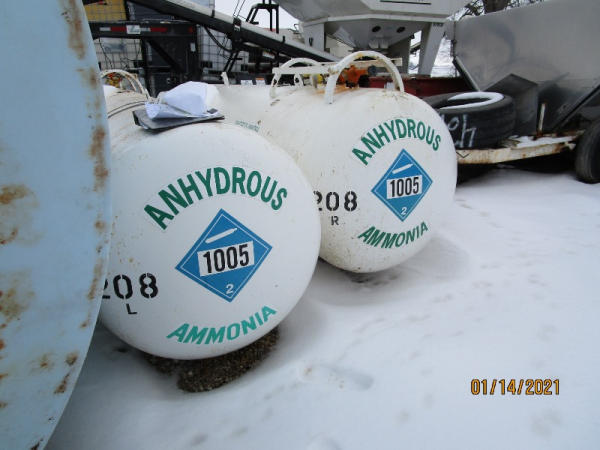 ANHYDROUS
1005
2
AMMONIA
208
L
ANHYDROUS
1005
2
AMMONIA
208
R
01/14/2021